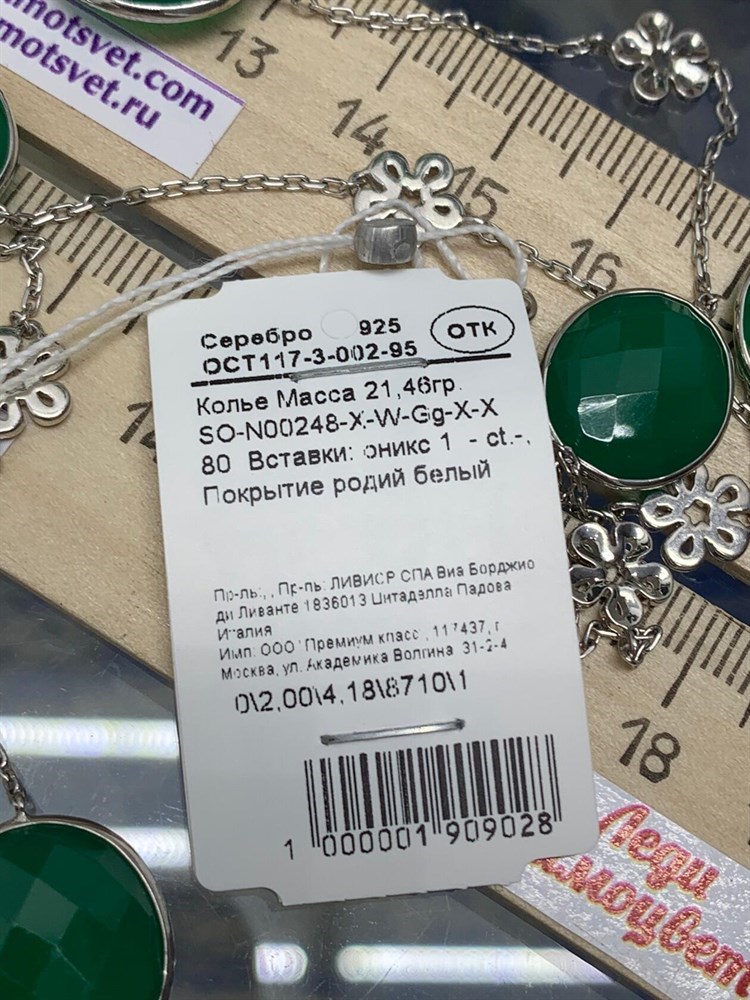 motsvet.com
motsvet.ru
13
14
15
16
18
Серебро 925
ОТК
ОСТ117-3-002-95
Колье Масса 21,46гр.
SO-N00248-X-W-Gg-X-X
80 Вставки: оникс 1 - ct.-,
Покрытие родий белый
Пр-ль:, , Пр-ль: ЛИВИОР СПА Виа Борджио
ди Ливанте 1836013 Цитаделла Падова
Италия
Имп: ООО "Премиум класс", 117437, г.
Москва, ул. Академика Волгина 31-2-4
0\2,00\4,18\8710\1
1 000001 909028
Леди
амоцвет